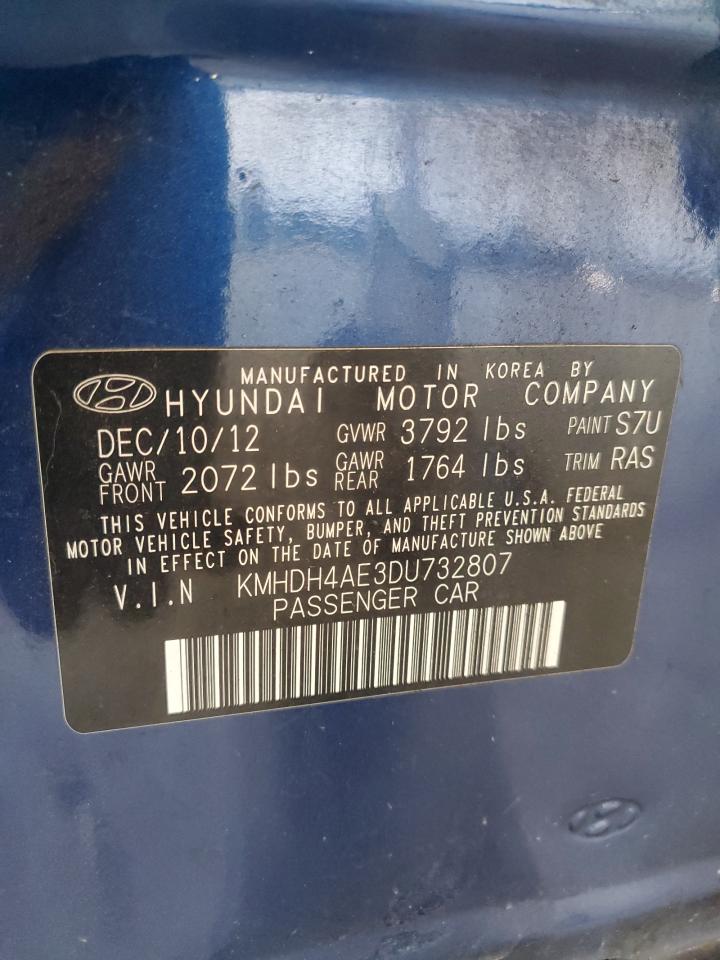 MANUFACTURED IN KOREA BY
HYUNDAI MOTOR COMPANY
DEC/10/12 GVWR 3792 lbs PAINT S7U
GAWR FRONT 2072 lbs GAWR REAR 1764 lbs TRIM RAS
THIS VEHICLE CONFORMS TO ALL APPLICABLE U.S.A. FEDERAL
MOTOR VEHICLE SAFETY, BUMPER, AND THEFT PREVENTION STANDARDS
IN EFFECT ON THE DATE OF MANUFACTURE SHOWN ABOVE
V.I.N KMHDH4AE3DU732807
PASSENGER CAR